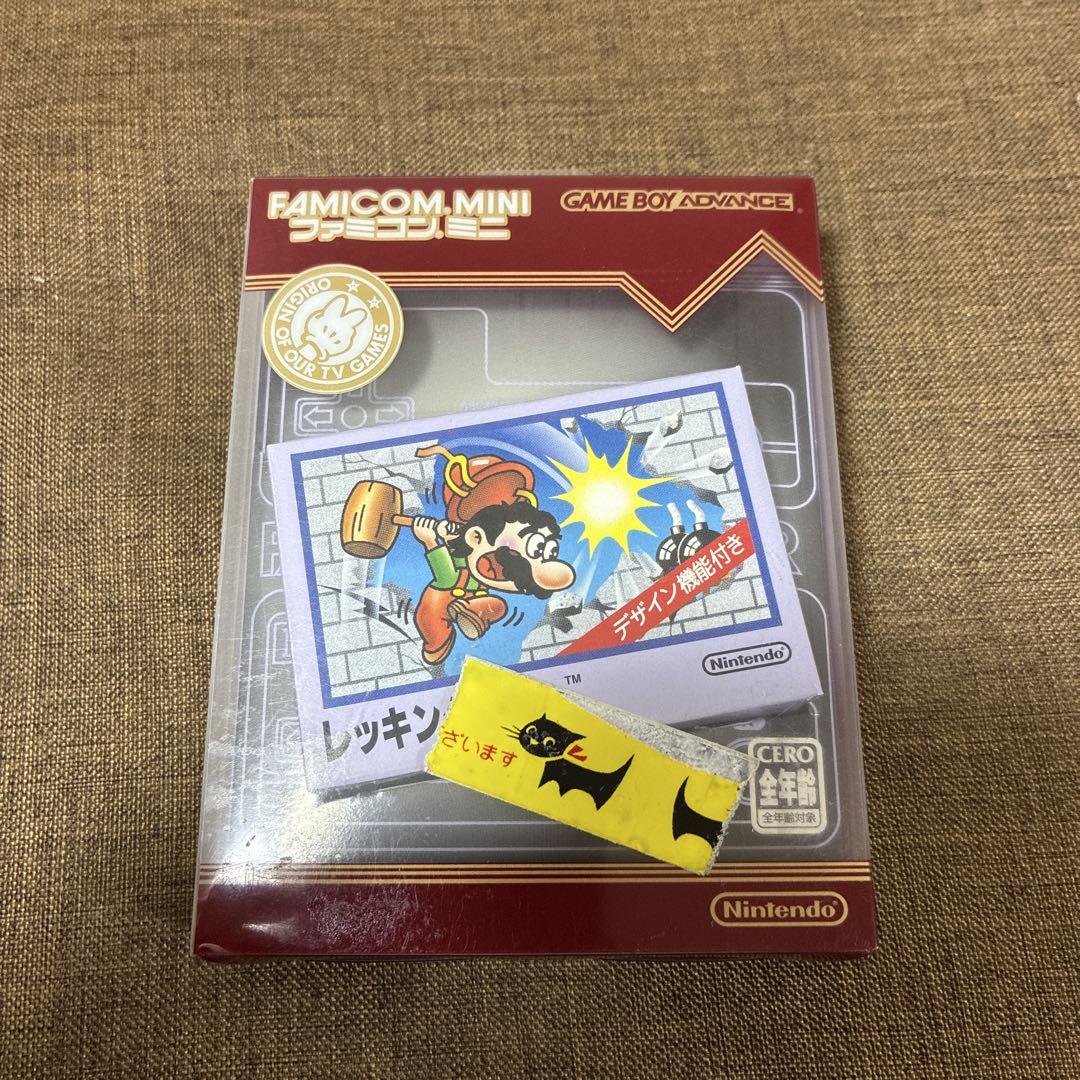 FAMICOM MINI
ファミコン ミニ
GAME BOY ADVANCE
ORIGIN OF OUR TV GAMES
デザイン機能付き
Nintendo
TM
レッキン
ざいます
CERO
全年齢
全年齢対象
Nintendo